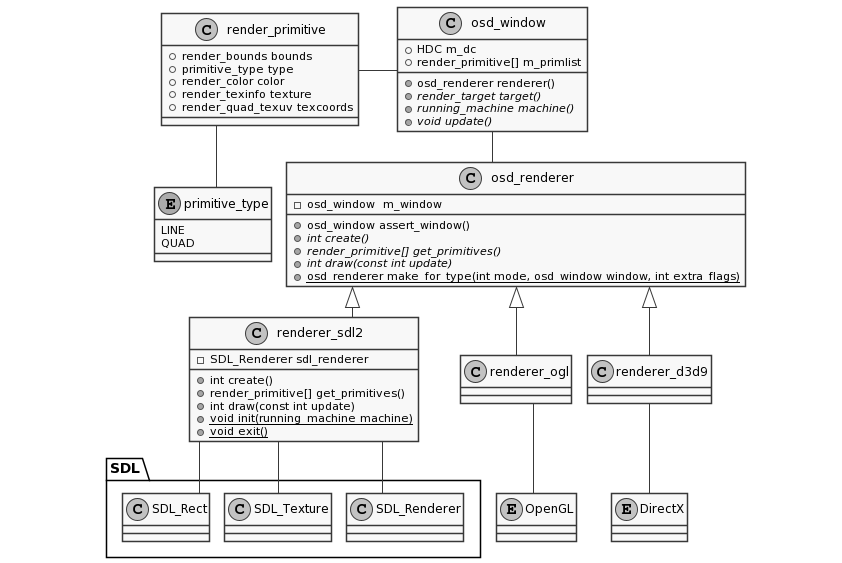 C render_primitive
render_bounds bounds
primitive_type type
render_color color
render_texinfo texture
render_quad_texuv texcoords
C osd_window
HDC m_dc
render_primitive[] m_primlist
osd_renderer renderer()
render_target target()
running_machine machine()
void update()
E primitive_type
LINE
QUAD
C osd_renderer
osd_window m_window
osd_window assert_window()
int create()
render_primitive[] get_primitives()
int draw(const int update)
osd_renderer make_for_type(int mode, osd_window window, int extra_flags)
C renderer_sdl2
SDL_Renderer sdl_renderer
int create()
render_primitive[] get_primitives()
int draw(const int update)
void init(running_machine machine)
void exit()
C renderer_ogl
C renderer_d3d9
SDL
C SDL_Rect
C SDL_Texture
C SDL_Renderer
E OpenGL
E DirectX